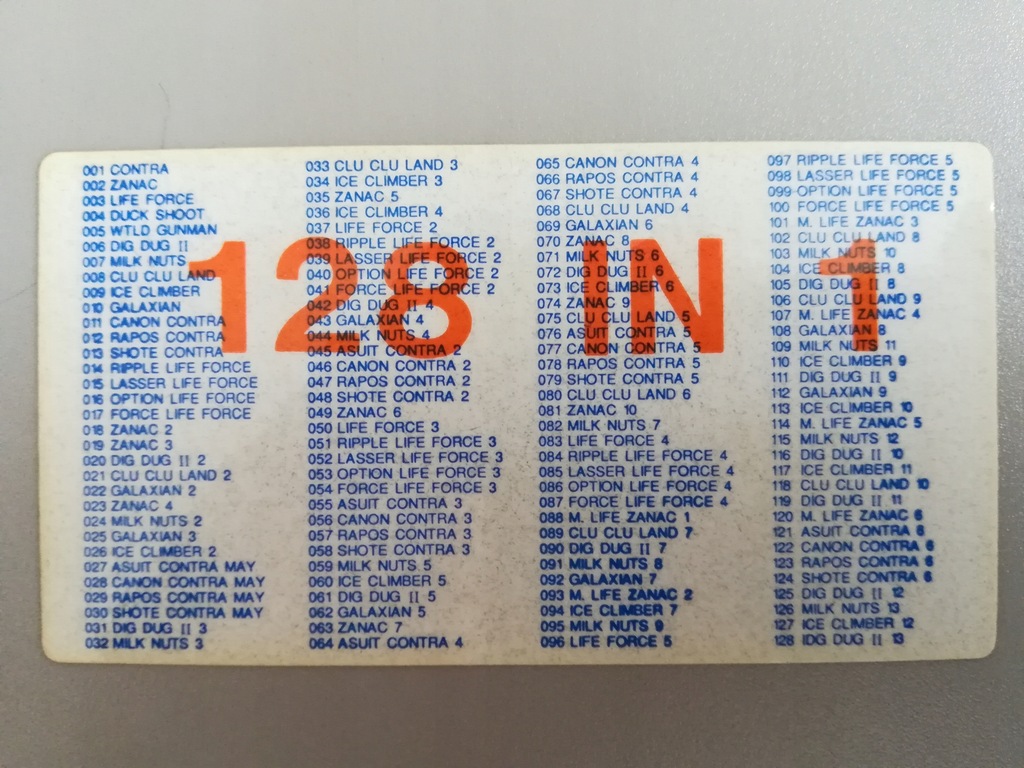 001 CONTRA
002 ZANAC
003 LIFE FORCE
004 DUCK SHOOT
005 WTLD GUNMAN
006 DIG DUG II
007 MILK NUTS
008 CLU CLU LAND
009 ICE CLIMBER
010 GALAXIAN
011 CANON CONTRA
012 RAPOS CONTRA
013 SHOTE CONTRA
014 RIPPLE LIFE FORCE
015 LASSER LIFE FORCE
016 OPTION LIFE FORCE
017 FORCE LIFE FORCE
018 ZANAC 2
019 ZANAC 3
020 DIG DUG II 2
021 CLU CLU LAND 2
022 GALAXIAN 2
023 ZANAC 4
024 MILK NUTS 2
025 GALAXIAN 3
026 ICE CLIMBER 2
027 ASUIT CONTRA MAY
028 CANON CONTRA MAY
029 RAPOS CONTRA MAY
030 SHOTE CONTRA MAY
031 DIG DUG II 3
032 MILK NUTS 3
033 CLU CLU LAND 3
034 ICE CLIMBER 3
035 ZANAC 5
036 ICE CLIMBER 4
037 LIFE FORCE 2
038 RIPPLE LIFE FORCE 2
039 LASSER LIFE FORCE 2
040 OPTION LIFE FORCE 2
041 FORCE LIFE FORCE 2
042 DIG DUG II 4
043 GALAXIAN 4
044 MILK NUTS 4
045 ASUIT CONTRA 2
046 CANON CONTRA 2
047 RAPOS CONTRA 2
048 SHOTE CONTRA 2
049 ZANAC 6
050 LIFE FORCE 3
051 RIPPLE LIFE FORCE 3
052 LASSER LIFE FORCE 3
053 OPTION LIFE FORCE 3
054 FORCE LIFE FORCE 3
055 ASUIT CONTRA 3
056 CANON CONTRA 3
057 RAPOS CONTRA 3
058 SHOTE CONTRA 3
059 MILK NUTS 5
060 ICE CLIMBER 5
061 DIG DUG II 5
062 GALAXIAN 5
063 ZANAC 7
064 ASUIT CONTRA 4
065 CANON CONTRA 4
066 RAPOS CONTRA 4
067 SHOTE CONTRA 4
068 CLU CLU LAND 4
069 GALAXIAN 6
070 ZANAC 8
071 MILK NUTS 6
072 DIG DUG II 6
073 ICE CLIMBER 6
074 ZANAC 9
075 CLU CLU LAND 5
076 ASUIT CONTRA 5
077 CANON CONTRA 5
078 RAPOS CONTRA 5
079 SHOTE CONTRA 5
080 CLU CLU LAND 6
081 ZANAC 10
082 MILK NUTS 7
083 LIFE FORCE 4
084 RIPPLE LIFE FORCE 4
085 LASSER LIFE FORCE 4
086 OPTION LIFE FORCE 4
087 FORCE LIFE FORCE 4
088 M. LIFE ZANAC 1
089 CLU CLU LAND 7
090 DIG DUG II 7
091 MILK NUTS 8
092 GALAXIAN 7
093 M. LIFE ZANAC 2
094 ICE CLIMBER 7
095 MILK NUTS 9
096 LIFE FORCE 5
097 RIPPLE LIFE FORCE 5
098 LASSER LIFE FORCE 5
099 OPTION LIFE FORCE 5
100 FORCE LIFE FORCE 5
101 M. LIFE ZANAC 3
102 CLU CLU LAND 8
103 MILK NUTS 10
104 ICE CLIMBER 8
105 DIG DUG II 8
106 CLU CLU LAND 9
107 M. LIFE ZANAC 4
108 GALAXIAN 8
109 MILK NUTS 11
110 ICE CLIMBER 9
111 DIG DUG II 9
112 GALAXIAN 9
113 ICE CLIMBER 10
114 M. LIFE ZANAC 5
115 MILK NUTS 12
116 DIG DUG II 10
117 ICE CLIMBER 11
118 CLU CLU LAND 10
119 DIG DUG II 11
120 M. LIFE ZANAC 6
121 ASUIT CONTRA 6
122 CANON CONTRA 6
123 RAPOS CONTRA 6
124 SHOTE CONTRA 6
125 DIG DUG II 12
126 MILK NUTS 13
127 ICE CLIMBER 12
128 IDG DUG II 13
128 IN 1